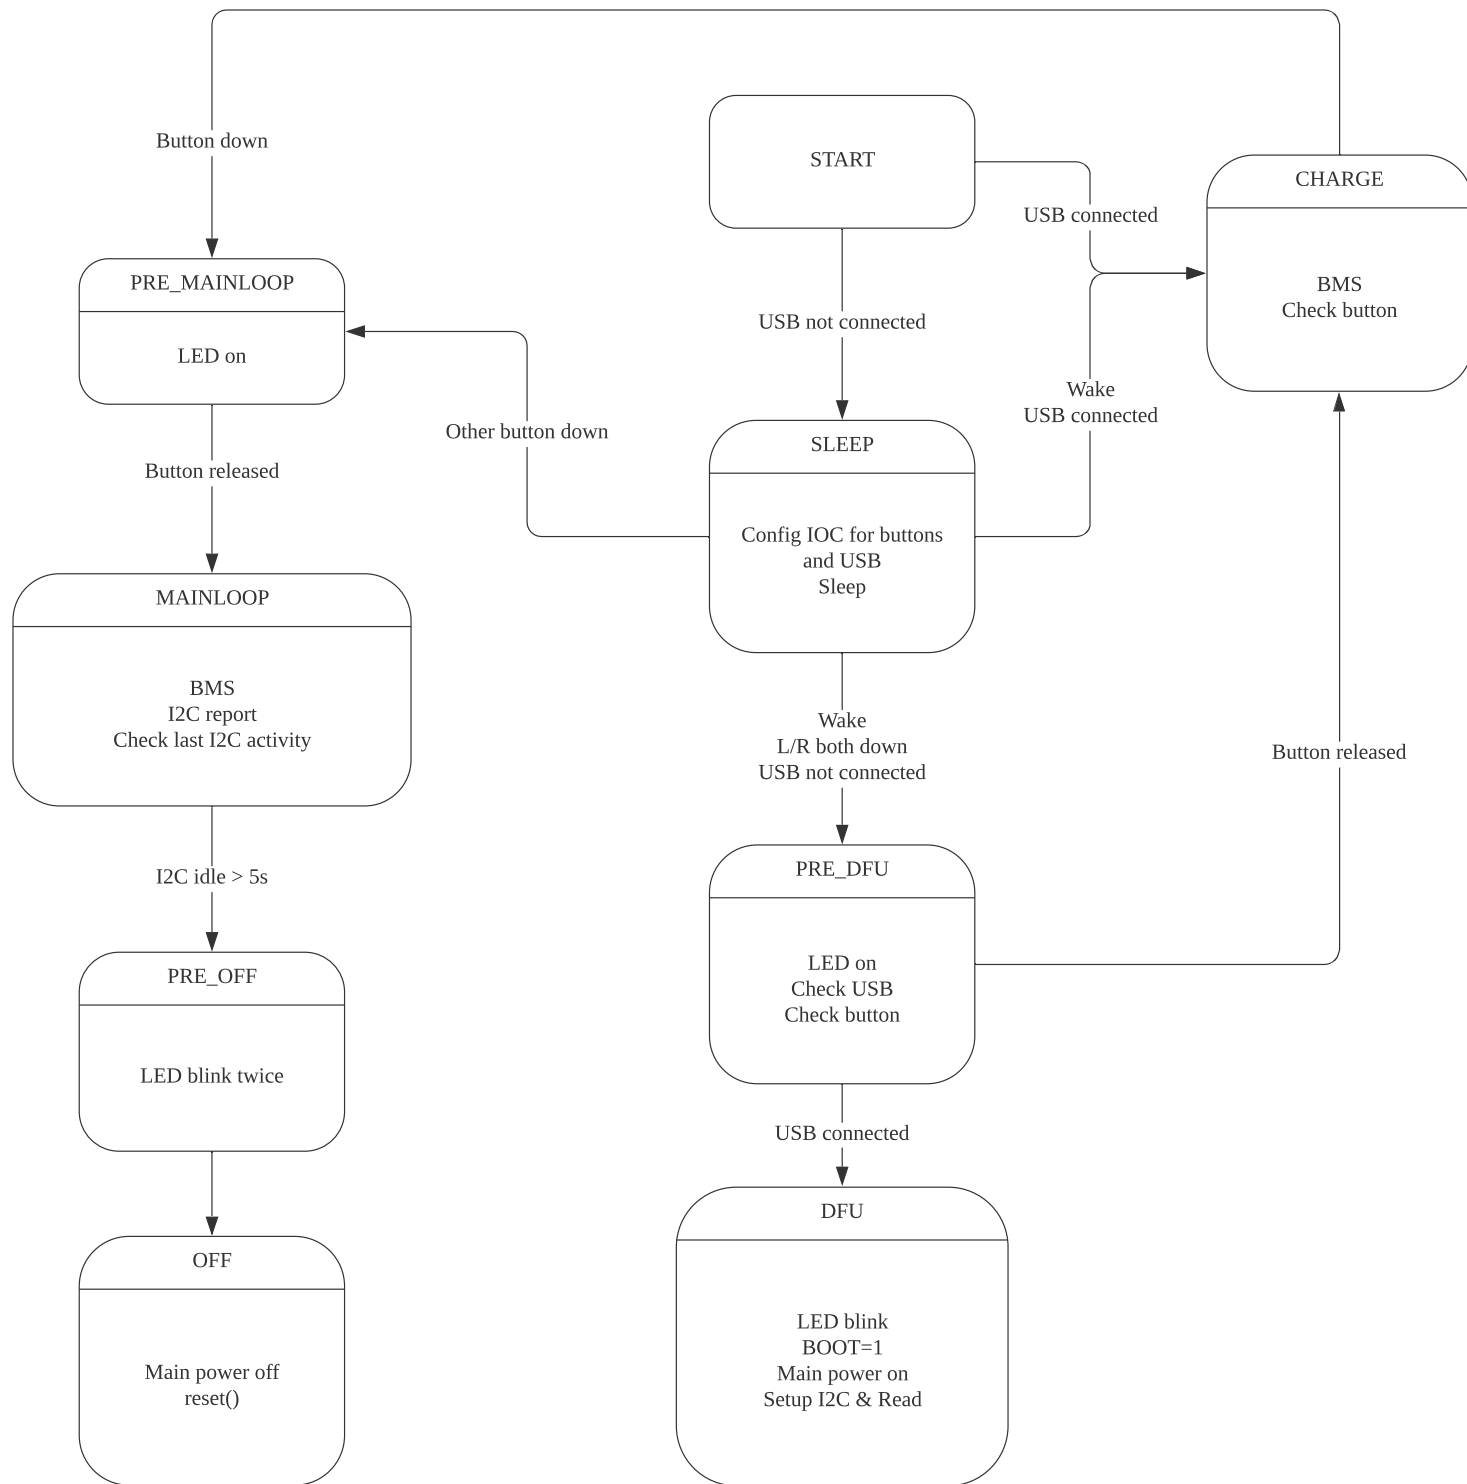 Button down
START
CHARGE
USB connected
PRE_MAINLOOP
BMS
Check button
USB not connected
LED on
Wake
USB connected
Other button down
SLEEP
Button released
Config IOC for buttons
and USB
Sleep
MAINLOOP
BMS
I2C report
Check last I2C activity
Wake
L/R both down
USB not connected
Button released
I2C idle > 5s
PRE_DFU
PRE_OFF
LED on
Check USB
Check button
LED blink twice
USB connected
DFU
OFF
LED blink
BOOT=1
Main power on
Setup I2C & Read
Main power off
reset()